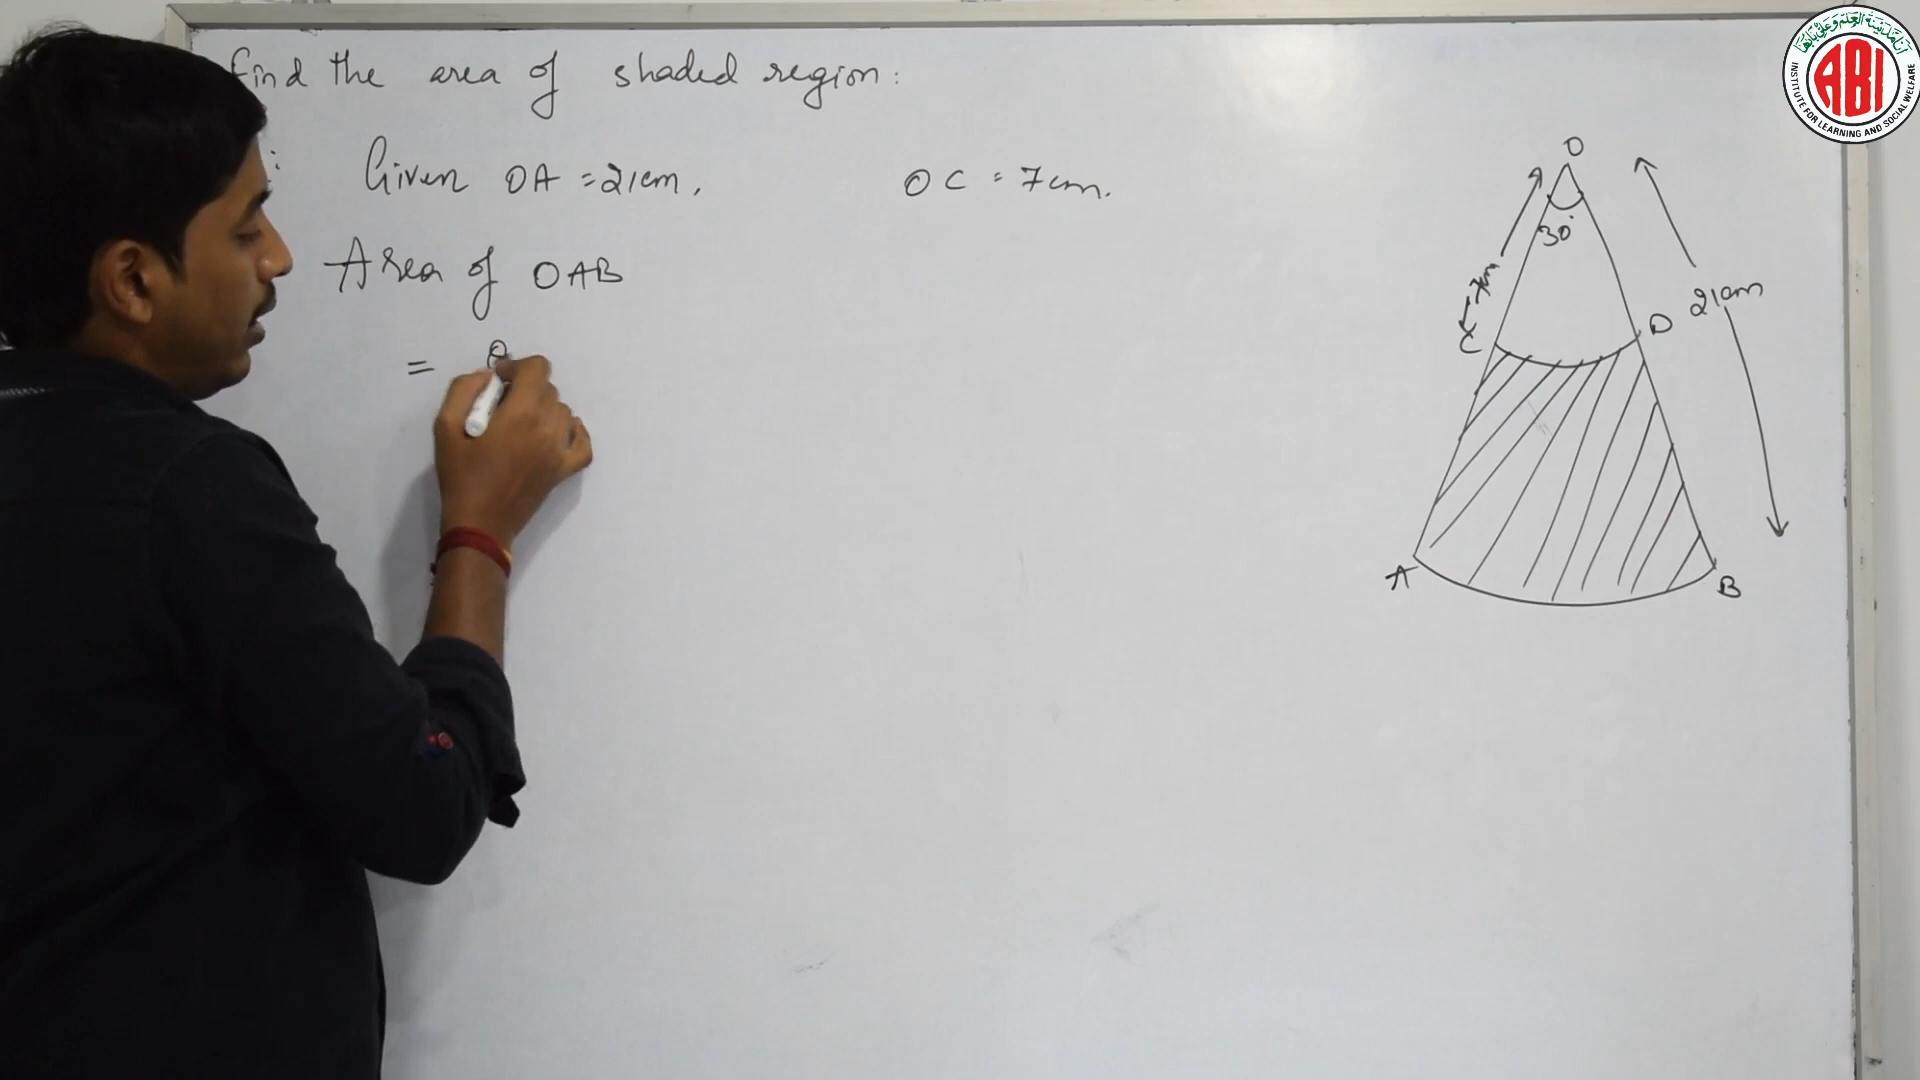 Find the area of shaded region:
: Given OA = 21cm, OC = 7cm.
Area of OAB
= θ
O
30°
7cm
21cm
C
D
A
B
ABI
INSTITUTE FOR LEARNING AND SOCIAL WELFARE